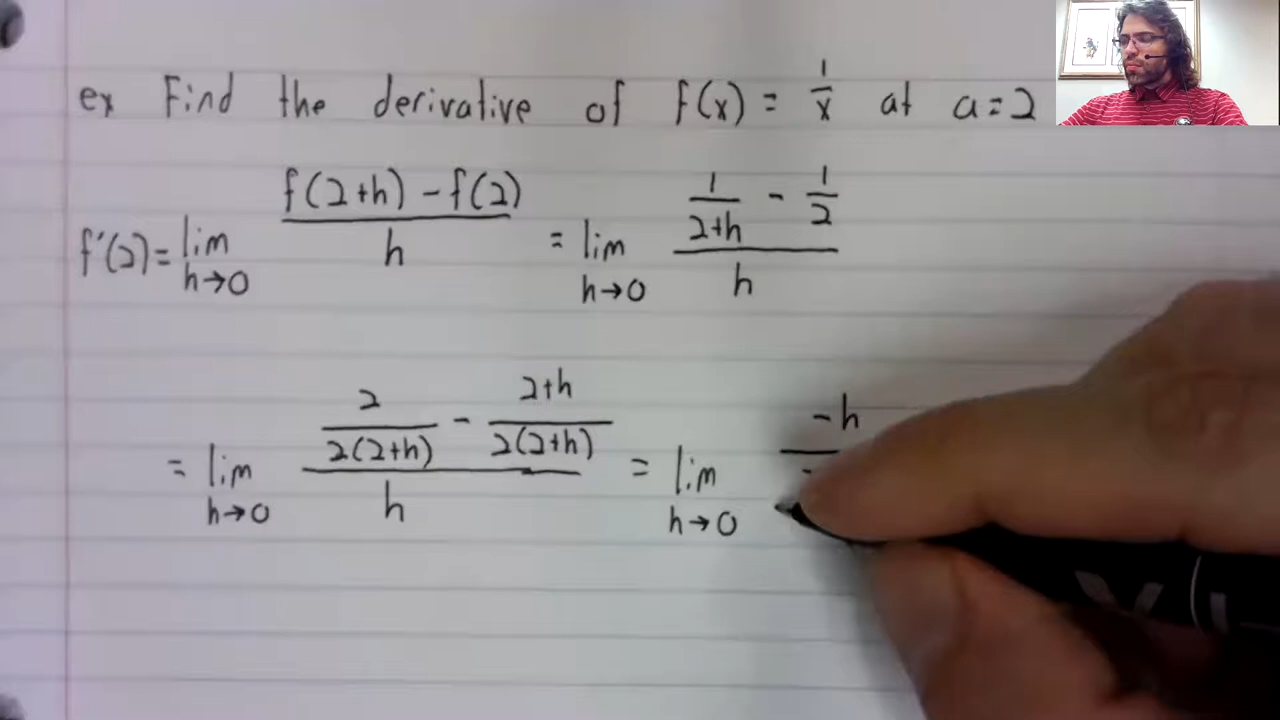 ex Find the derivative of f(x) = 1/x at a=2
f'(2) = lim h→0 (f(2+h) - f(2))/h = lim h→0 (1/(2+h) - 1/2)/h
= lim h→0 (2/(2(2+h)) - (2+h)/(2(2+h)))/h = lim h→0 -h